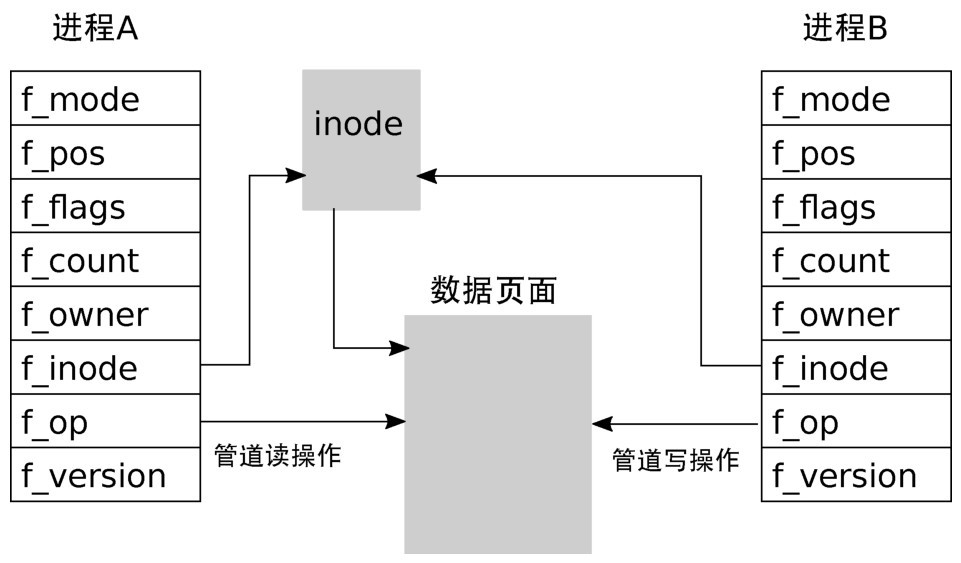 进程A
进程B
f_mode
f_pos
f_flags
f_count
f_owner
f_inode
f_op
f_version
inode
数据页面
管道读操作
管道写操作
f_mode
f_pos
f_flags
f_count
f_owner
f_inode
f_op
f_version